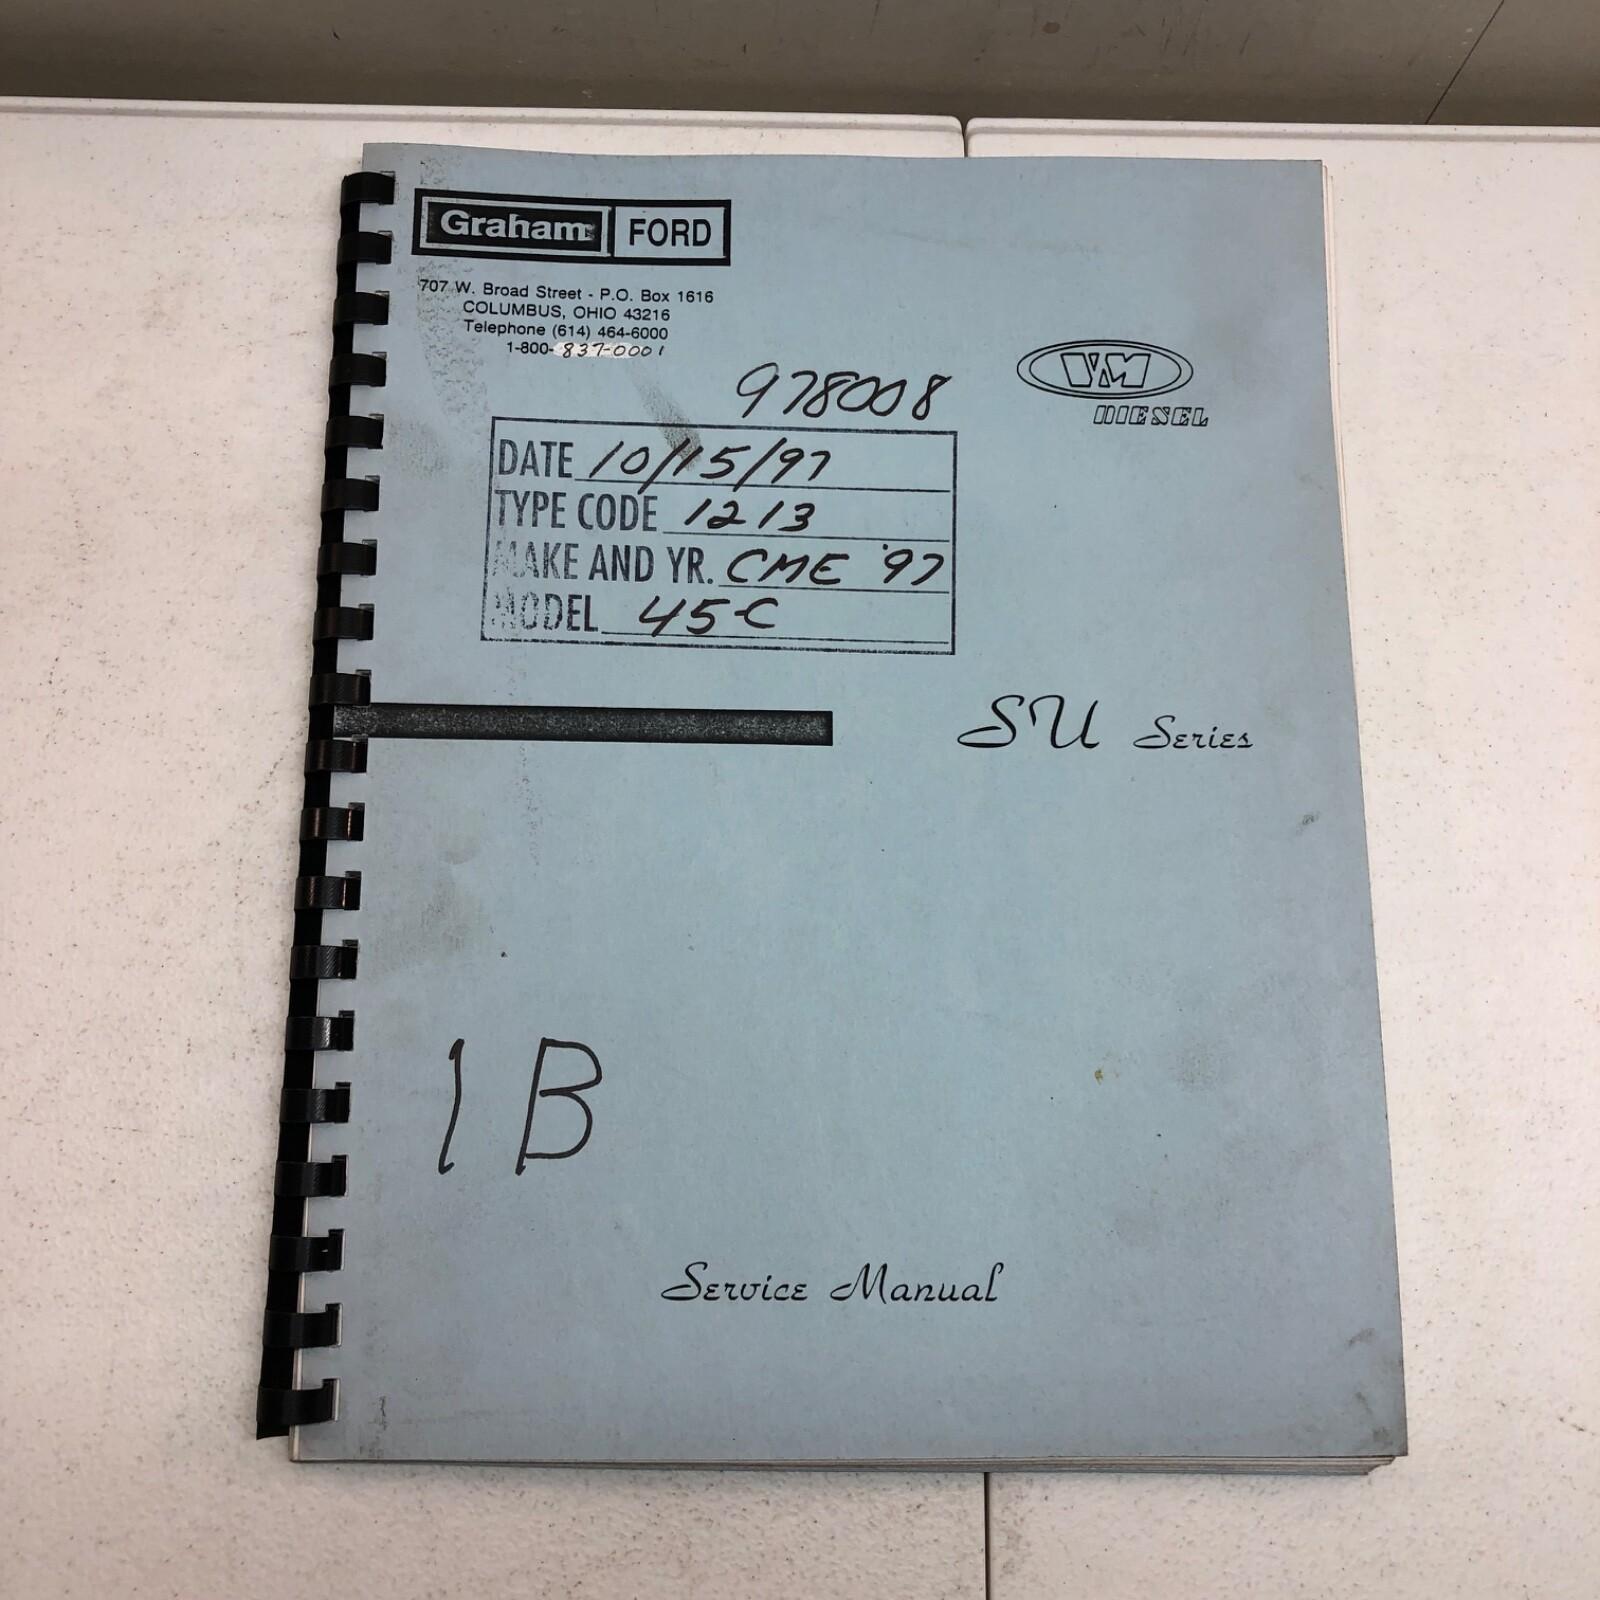 Graham FORD
707 W. Broad Street - P.O. Box 1616
COLUMBUS, OHIO 43216
Telephone (614) 464-6000
1-800-837-0001
978008
VM
DIESEL
DATE 10/15/97
TYPE CODE 1213
MAKE AND YR. CME '97
MODEL 45-C
SU Series
1B
Service Manual